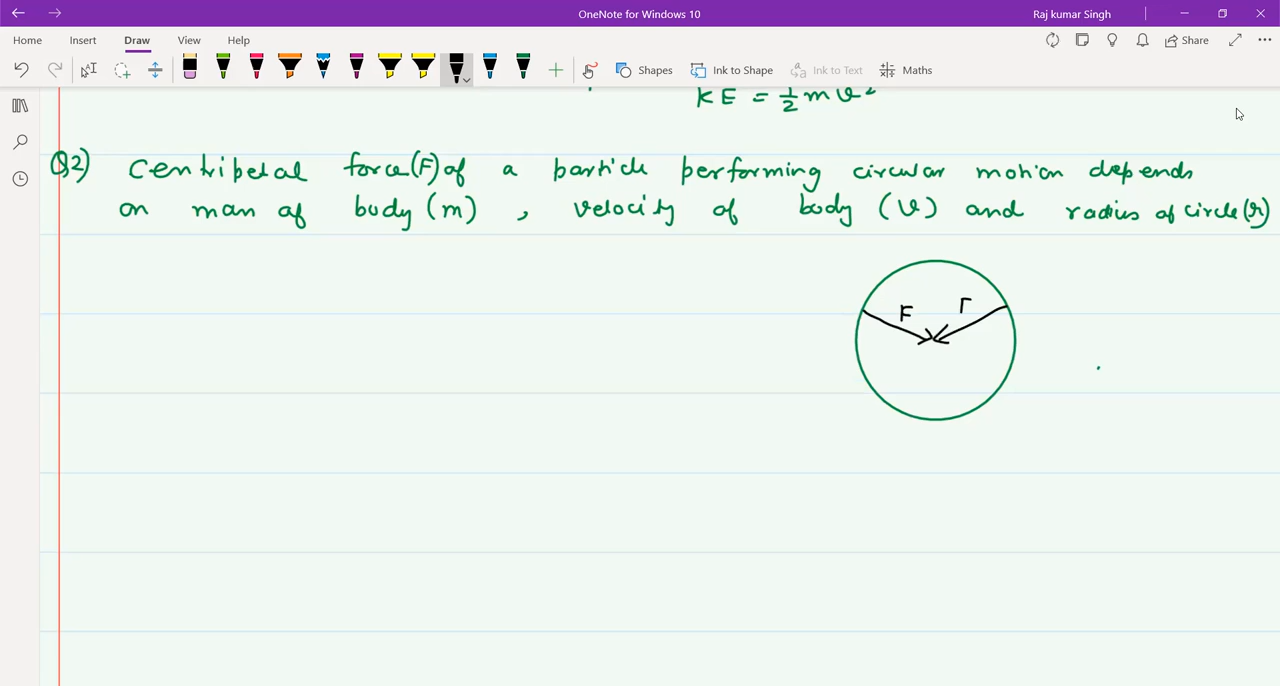 OneNote for Windows 10
Raj kumar Singh
Home Insert Draw View Help
Share
Shapes Ink to Shape Ink to Text Maths
KE = 1/2 m v²
Q2) Centripetal force(F) of a particle performing circular motion depends
on mass of body (m) , velocity of body (v) and radius of circle (r)
F r